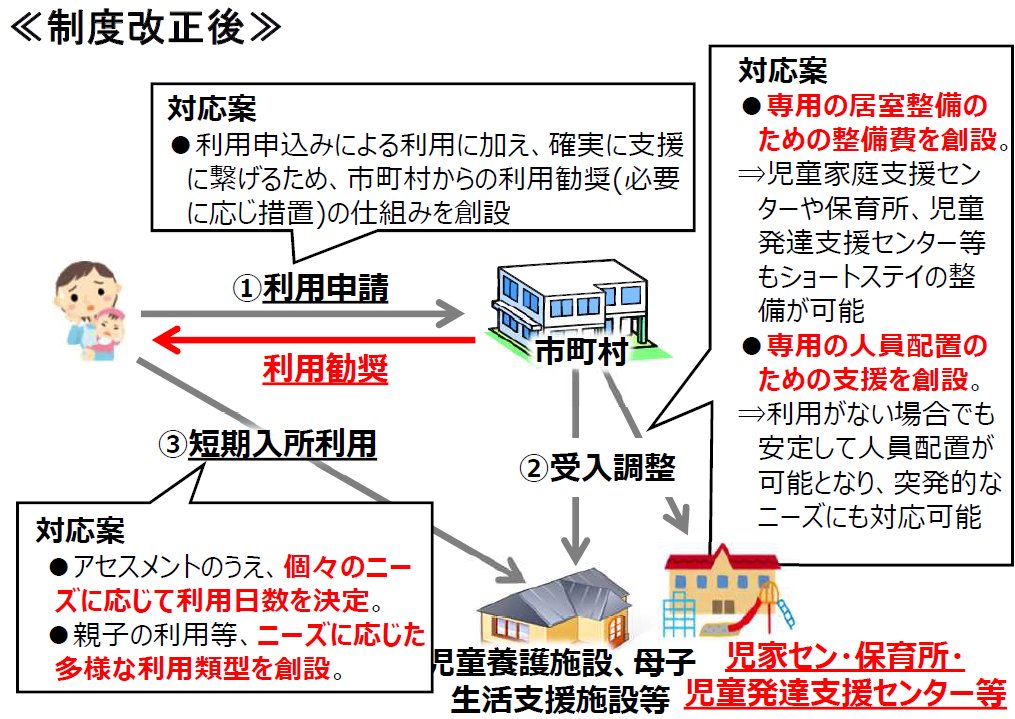 ≪制度改正後≫
対応案
●利用申込みによる利用に加え、確実に支援
に繋げるため、市町村からの利用勧奨(必要
に応じ措置)の仕組みを創設
対応案
●専用の居室整備の
ための整備費を創設。
⇒児童家庭支援セン
ターや保育所、児童
発達支援センター等
もショートステイの整
備が可能
●専用の人員配置の
ための支援を創設。
⇒利用がない場合でも
安定して人員配置が
可能となり、突発的な
ニーズにも対応可能
①利用申請
利用勧奨
市町村
③短期入所利用
②受入調整
対応案
●アセスメントのうえ、個々のニー
ズに応じて利用日数を決定。
●親子の利用等、ニーズに応じた
多様な利用類型を創設。
児童養護施設、母子
生活支援施設等
児家セン・保育所・
児童発達支援センター等